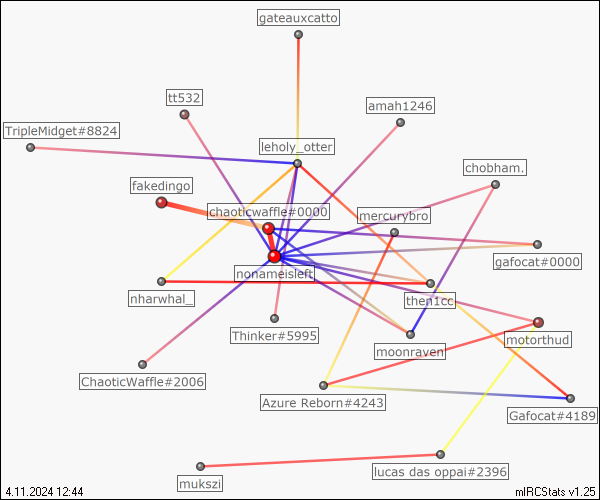 gateauxcatto
tt532
amah1246
TripleMidget#8824
leholy_otter
chobham.
fakedingo
chaoticwaffle#0000
mercurybro
gafocat#0000
nonameisleft
nharwhal_
then1cc
Thinker#5995
motorthud
moonraven
ChaoticWaffle#2006
Azure Reborn#4243
Gafocat#4189
lucas das oppai#2396
mukszi
4.11.2024 12:44
mIRCStats v1.25